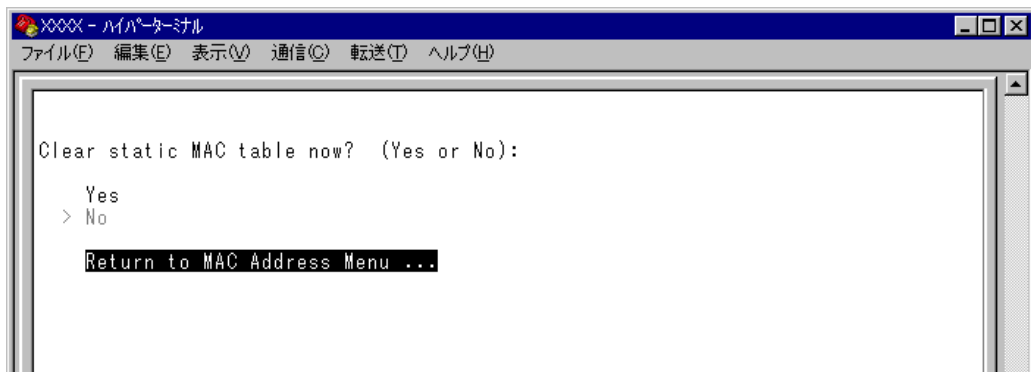 XXXX - ハイパーターミナル
ファイル(F) 編集(E) 表示(V) 通信(C) 転送(T) ヘルプ(H)
Clear static MAC table now? (Yes or No):
Yes
> No
Return to MAC Address Menu ...